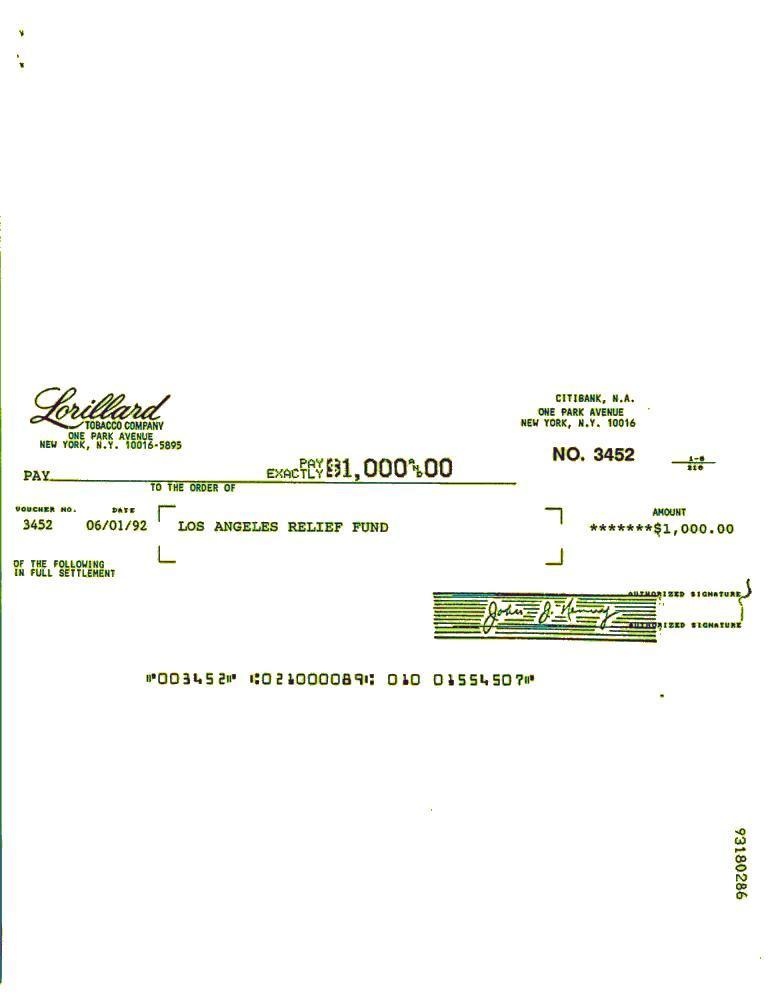 Lorillard
TOBACCO COMPANY
ONE PARK AVENUE
NEW YORK, N.Y. 10016-5895
CITIBANK, N.A.
ONE PARK AVENUE
NEW YORK, N.Y. 10016
NO. 3452
1-8
210
PAY
PAY
EXACTLY $1,000 00
TO THE ORDER OF
VOUCHER NO. DATE
3452 06/01/92
LOS ANGELES RELIEF FUND
AMOUNT
*******$1,000.00
OF THE FOLLOWING
IN FULL SETTLEMENT
AUTHORIZED SIGNATURE
John J.
AUTHORIZED SIGNATURE
⑈003452⑈ ⑆021000089⑆ 010 01554507⑈
93180286